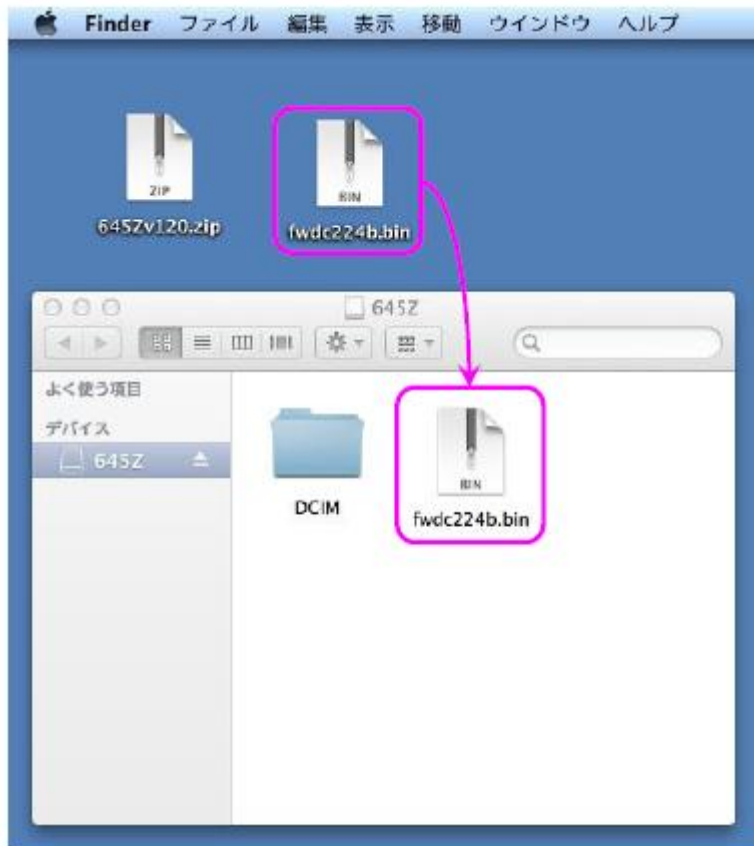 Finder ファイル 編集 表示 移動 ウインドウ ヘルプ
ZIP
645Zv120.zip
BIN
fwdc224b.bin
645Z
よく使う項目
デバイス
645Z
DCIM
BIN
fwdc224b.bin